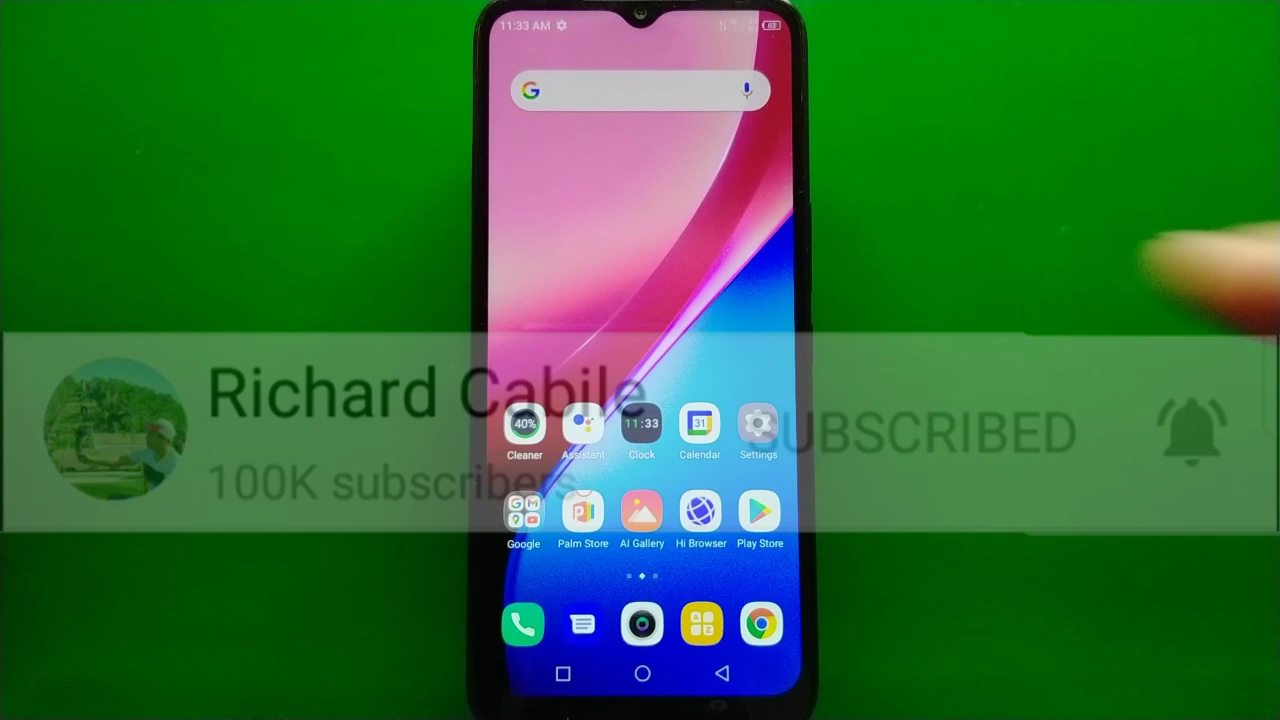 11:33 AM
63
Richard Cabile
SUBSCRIBED
100K subscribers
40%
11:33
31
Cleaner
Assistant
Clock
Calendar
Settings
Google
Palm Store
AI Gallery
Hi Browser
Play Store
A
Z